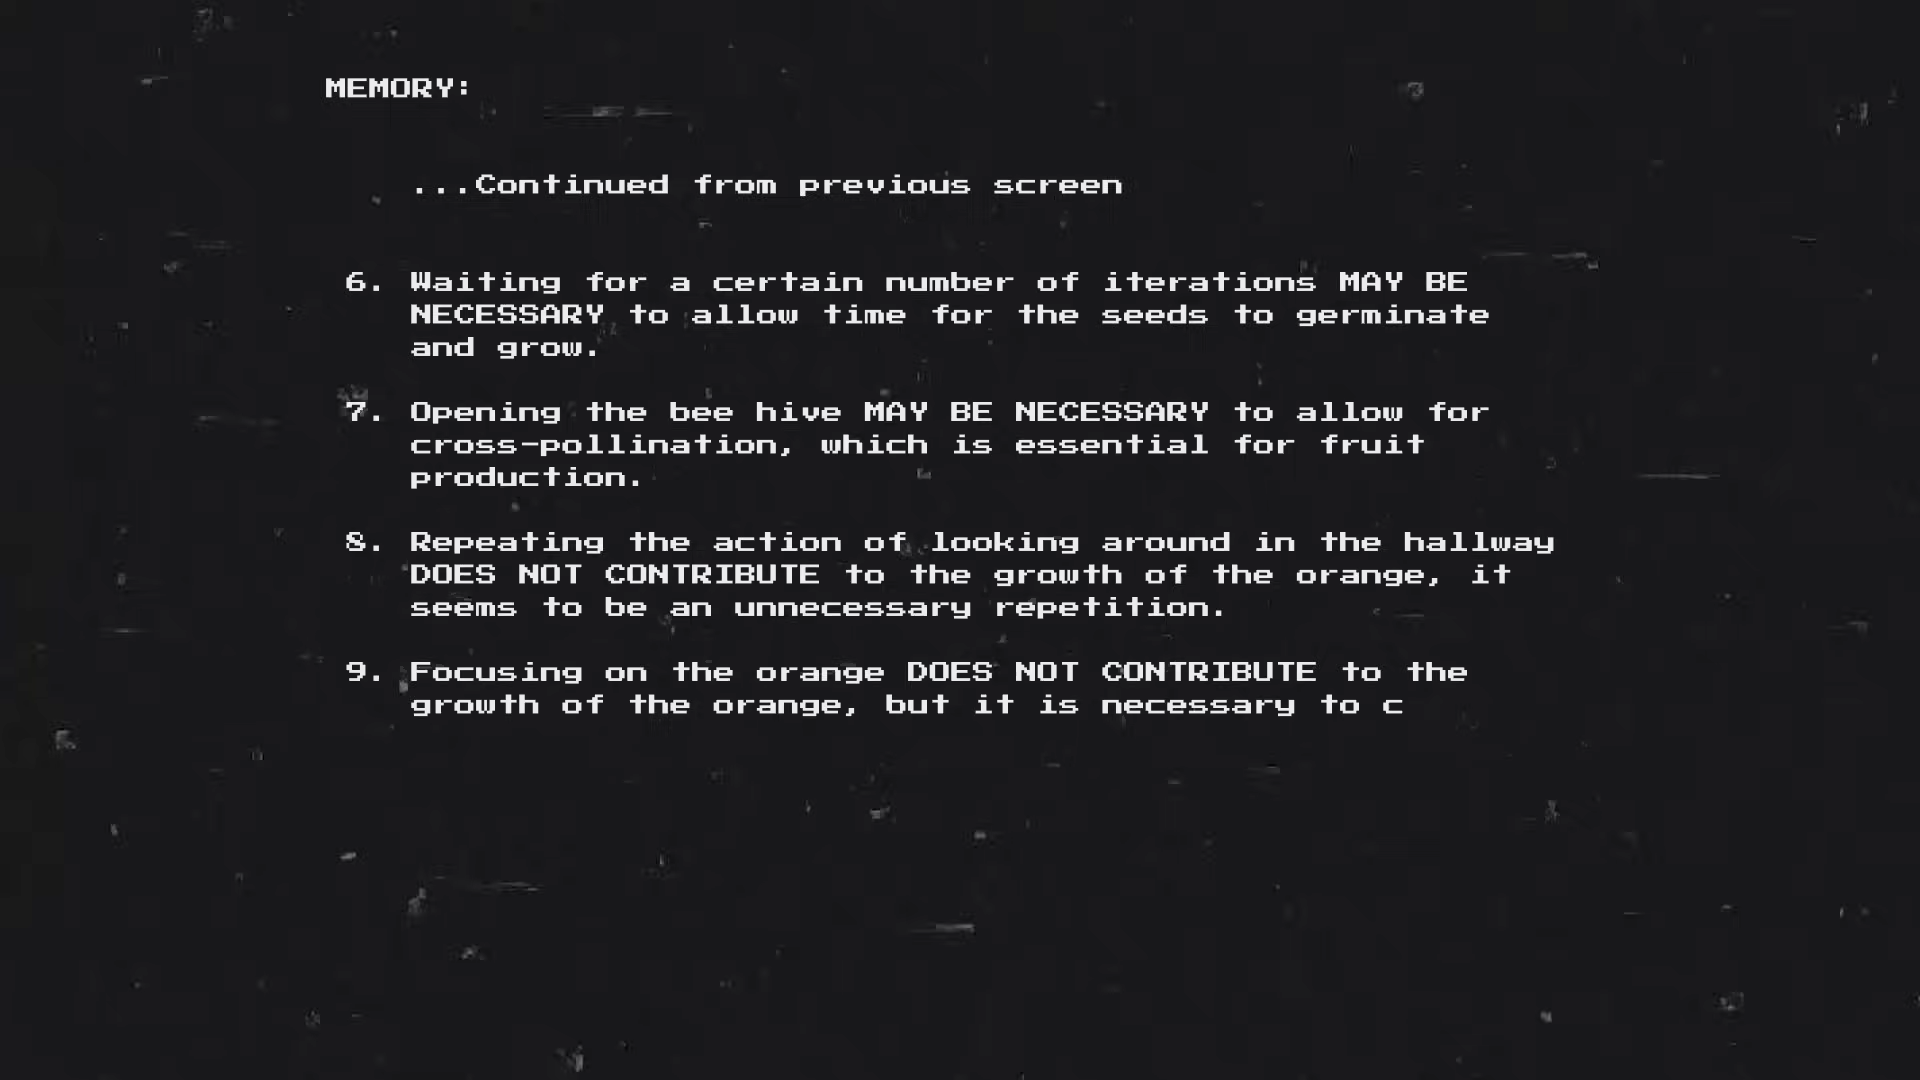 MEMORY:
...Continued from previous screen
6. Waiting for a certain number of iterations MAY BE
NECESSARY to allow time for the seeds to germinate
and grow.
7. Opening the bee hive MAY BE NECESSARY to allow for
cross-pollination, which is essential for fruit
production.
8. Repeating the action of looking around in the hallway
DOES NOT CONTRIBUTE to the growth of the orange, it
seems to be an unnecessary repetition.
9. Focusing on the orange DOES NOT CONTRIBUTE to the
growth of the orange, but it is necessary to c